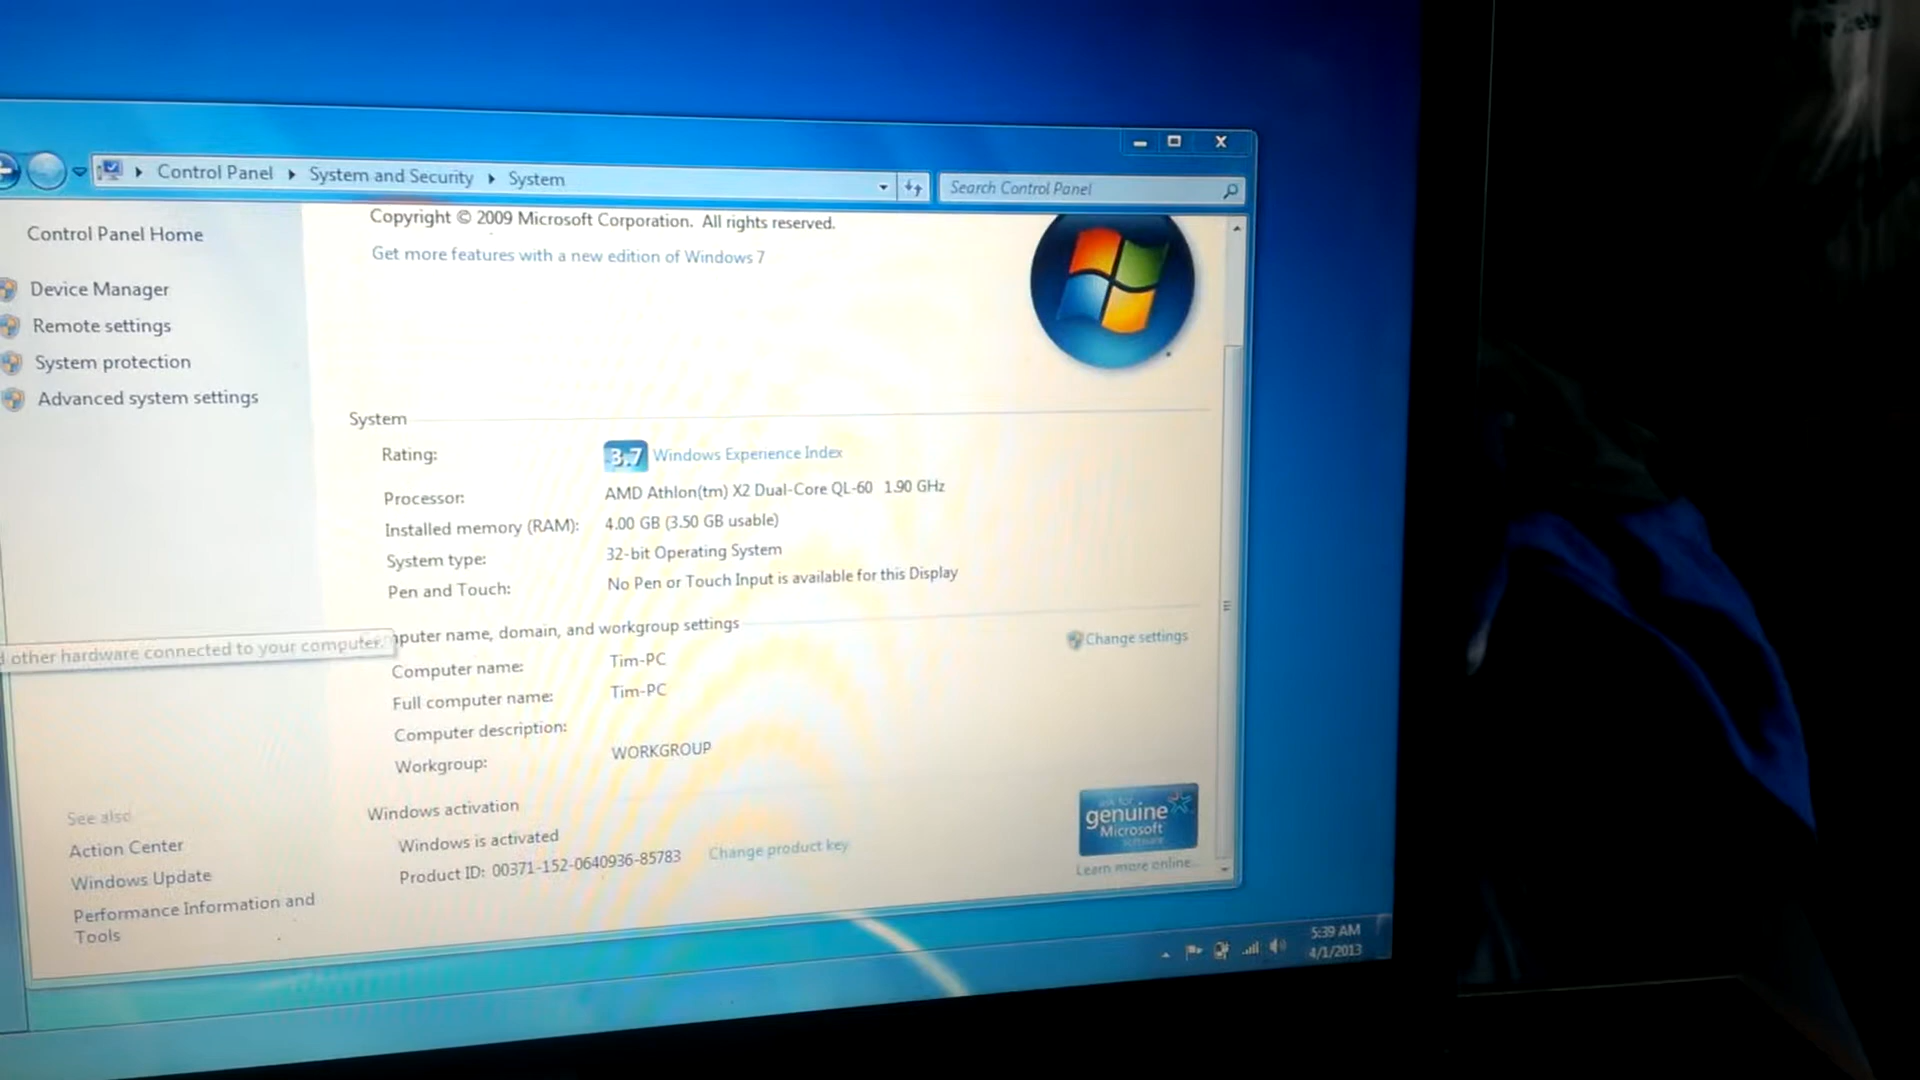 Control Panel System and Security System
Search Control Panel
Control Panel Home
Device Manager
Remote settings
System protection
Advanced system settings
Copyright © 2009 Microsoft Corporation. All rights reserved.
Get more features with a new edition of Windows 7
System
Rating: 3.7 Windows Experience Index
Processor: AMD Athlon(tm) X2 Dual-Core QL-60 1.90 GHz
Installed memory (RAM): 4.00 GB (3.50 GB usable)
System type: 32-bit Operating System
Pen and Touch: No Pen or Touch Input is available for this Display
other hardware connected to your computer.
mputer name, domain, and workgroup settings
Change settings
Computer name: Tim-PC
Full computer name: Tim-PC
Computer description:
Workgroup: WORKGROUP
Windows activation
Windows is activated
Product ID: 00371-152-0640936-85783 Change product key
ask for
genuine
Microsoft
software
Learn more online...
See also
Action Center
Windows Update
Performance Information and
Tools
5:39 AM
4/1/2013